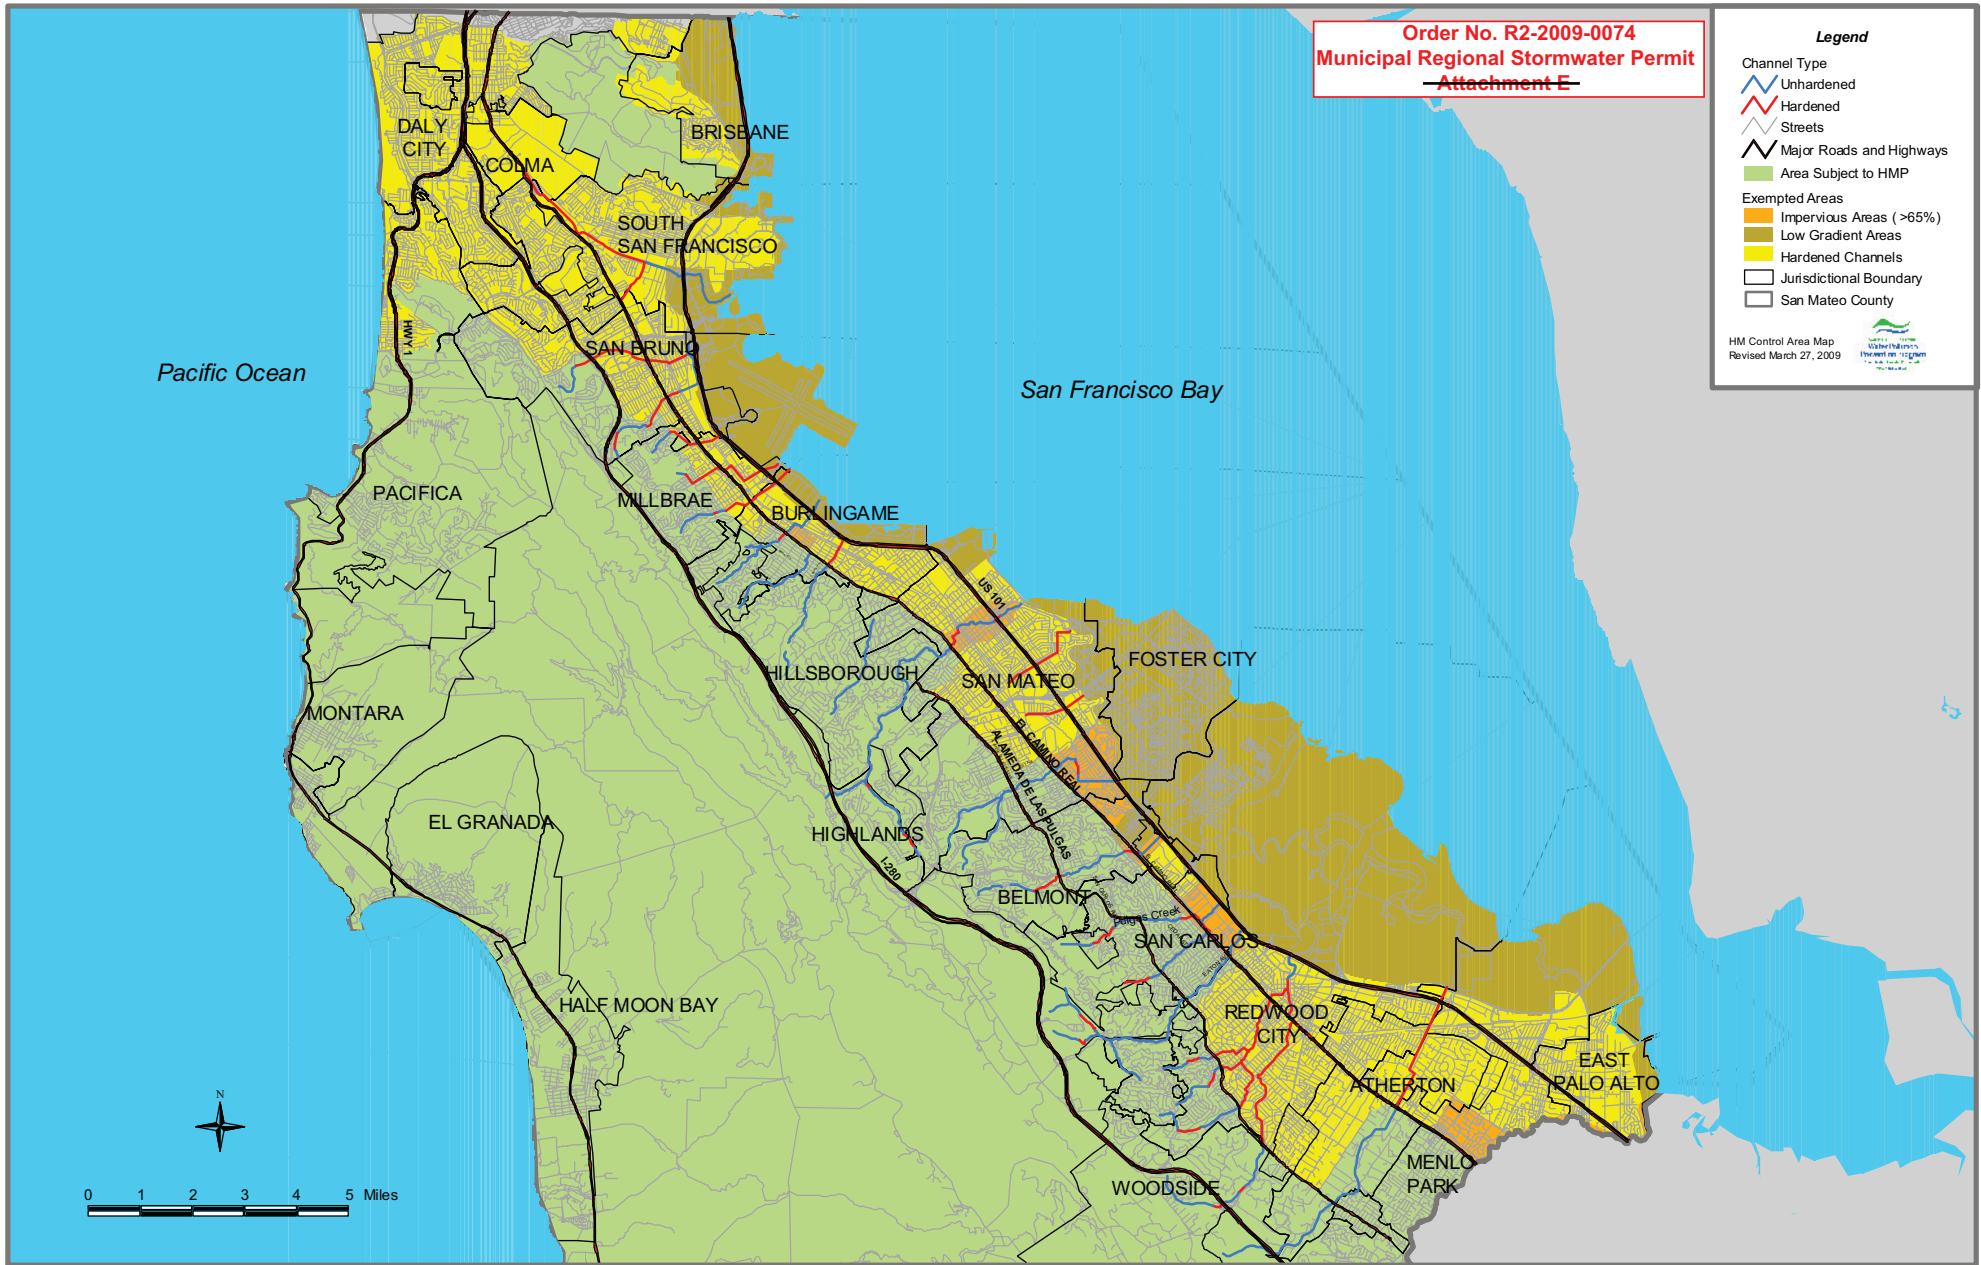 Order No. R2-2009-0074
Municipal Regional Stormwater Permit
Attachment E
Legend
Channel Type
Unhardened
Hardened
Streets
Major Roads and Highways
Area Subject to HMP
Exempted Areas
Impervious Areas ( >65%)
Low Gradient Areas
Hardened Channels
Jurisdictional Boundary
San Mateo County
HM Control Area Map
Revised March 27, 2009
Water Pollution
Prevention Program
DALY
CITY
COLMA
BRISBANE
SOUTH
SAN FRANCISCO
HWY 1
SAN BRUNO
Pacific Ocean
San Francisco Bay
PACIFICA
MILLBRAE
BURLINGAME
US 101
HILLSBOROUGH
SAN MATEO
FOSTER CITY
MONTARA
EL CAMINO REAL
ALAMEDA DE LAS PULGAS
EL GRANADA
HIGHLANDS
I-280
BELMONT
Pulgas Creek
SAN CARLOS
HALF MOON BAY
REDWOOD
CITY
EAST
PALO ALTO
ATHERTON
MENLO
PARK
WOODSIDE
N
0 1 2 3 4 5 Miles